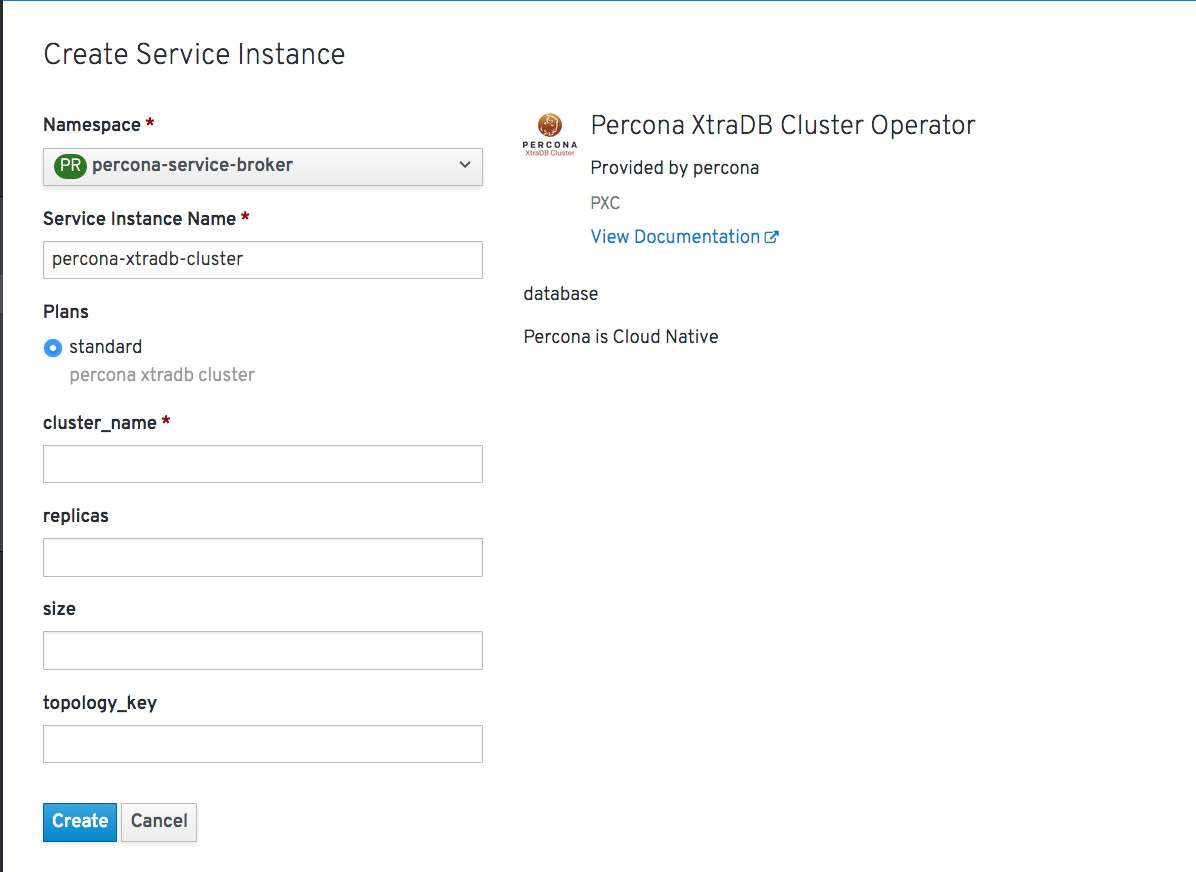 Create Service Instance
Namespace *
PR percona-service-broker
Service Instance Name *
percona-xtradb-cluster
Plans
standard
percona xtradb cluster
cluster_name *
replicas
size
topology_key
Create Cancel
PERCONA
XtraDB Cluster
Percona XtraDB Cluster Operator
Provided by percona
PXC
View Documentation
database
Percona is Cloud Native